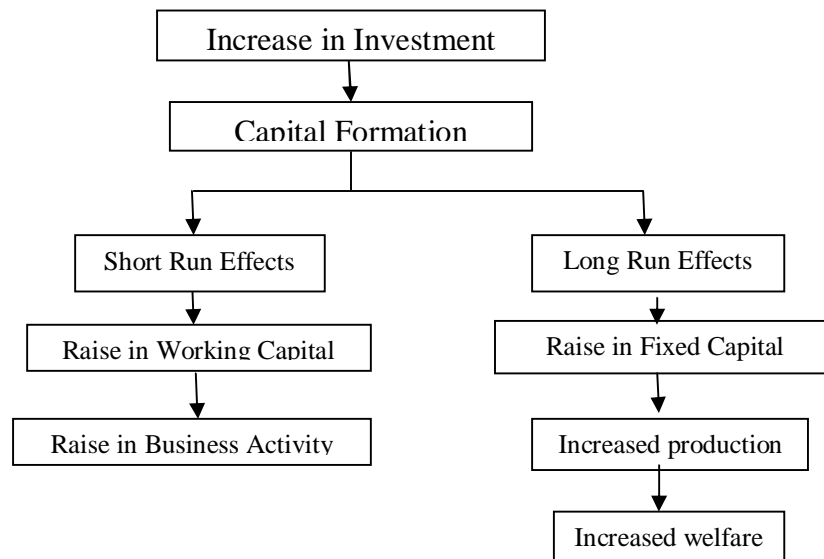 Increase in Investment
Capital Formation
Short Run Effects
Long Run Effects
Raise in Working Capital
Raise in Fixed Capital
Raise in Business Activity
Increased production
Increased welfare